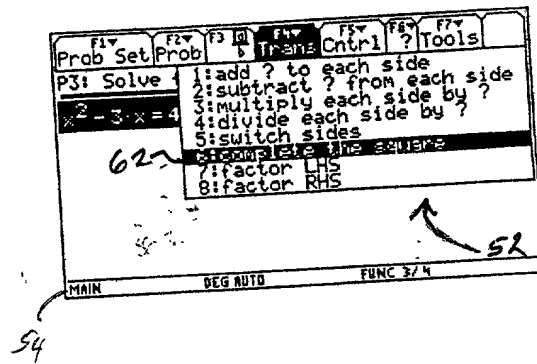 F1 F2 F3 F4 F5 F6 F7
Prob Set Prob a/b Trans Cntrl ? Tools
P3: Solve
x²-3·x=4
1:add ? to each side
2:subtract ? from each side
3:multiply each side by ?
4:divide each side by ?
5:switch sides
6:complete the square
7:factor LHS
8:factor RHS
62
52
MAIN DEG AUTO FUNC 3/4
54